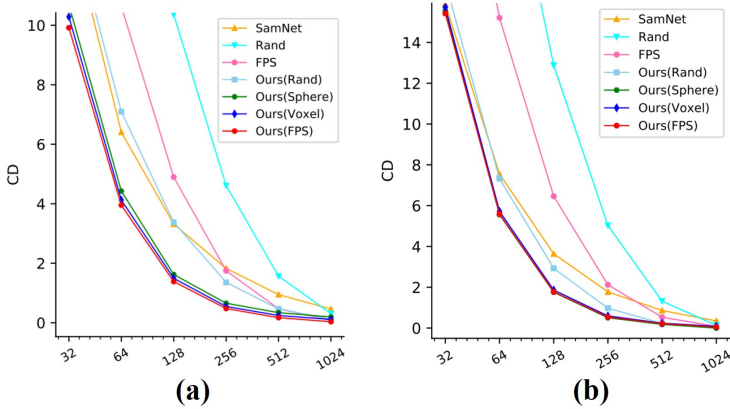 10
8
6
4
2
0
CD
SamNet
Rand
FPS
Ours(Rand)
Ours(Sphere)
Ours(Voxel)
Ours(FPS)
32
64
128
256
512
1024
(a)
14
12
10
8
6
4
2
0
CD
SamNet
Rand
FPS
Ours(Rand)
Ours(Sphere)
Ours(Voxel)
Ours(FPS)
32
64
128
256
512
1024
(b)